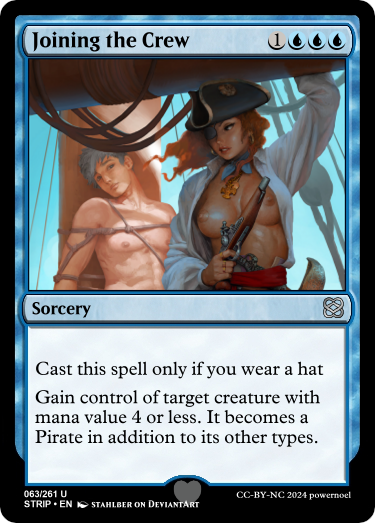 Joining the Crew 1
Sorcery
Cast this spell only if you wear a hat
Gain control of target creature with
mana value 4 or less. It becomes a
Pirate in addition to its other types.
063/261 U
STRIP • EN STAHLBER ON DEVIANTART
CC-BY-NC 2024 powernoel